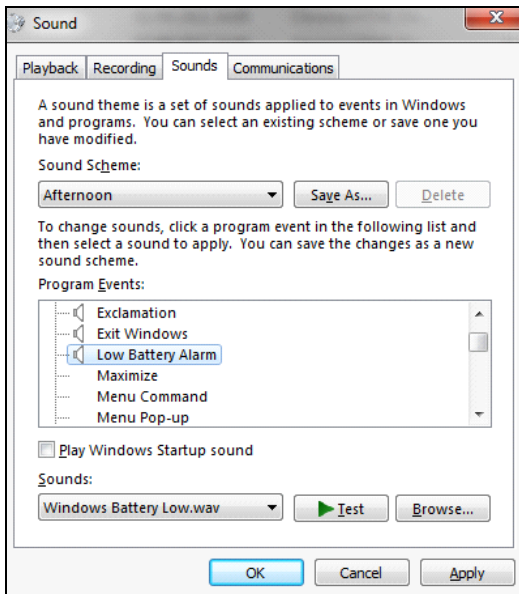 Sound
Playback Recording Sounds Communications
A sound theme is a set of sounds applied to events in Windows
and programs. You can select an existing scheme or save one you
have modified.
Sound Scheme:
Afternoon Save As... Delete
To change sounds, click a program event in the following list and
then select a sound to apply. You can save the changes as a new
sound scheme.
Program Events:
Exclamation
Exit Windows
Low Battery Alarm
Maximize
Menu Command
Menu Pop-up
Play Windows Startup sound
Sounds:
Windows Battery Low.wav Test Browse...
OK Cancel Apply